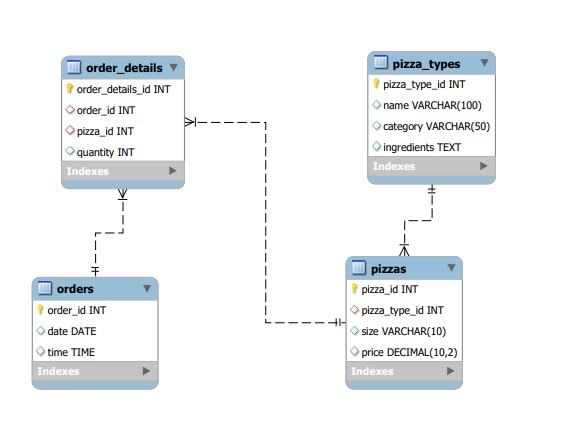 order_details
order_details_id INT
order_id INT
pizza_id INT
quantity INT
Indexes
pizza_types
pizza_type_id INT
name VARCHAR(100)
category VARCHAR(50)
ingredients TEXT
Indexes
orders
order_id INT
date DATE
time TIME
Indexes
pizzas
pizza_id INT
pizza_type_id INT
size VARCHAR(10)
price DECIMAL(10,2)
Indexes